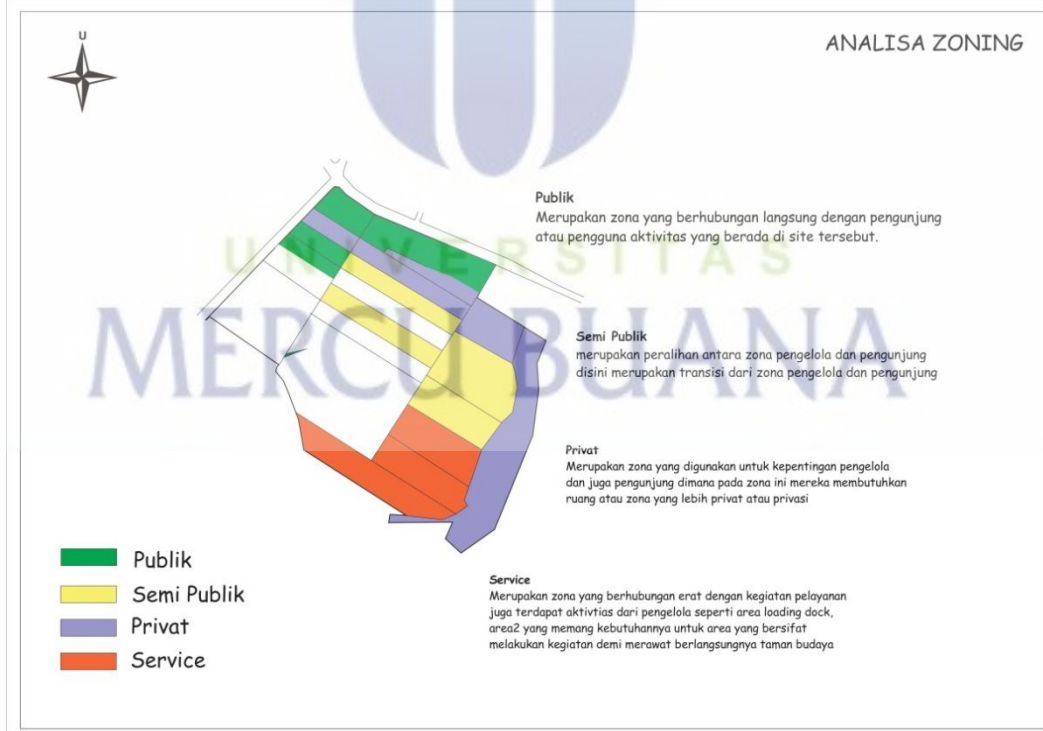 U
ANALISA ZONING
Publik
Merupakan zona yang berhubungan langsung dengan pengunjung
atau pengguna aktivitas yang berada di site tersebut.
UNIVERSITAS
MERCU BUANA
Semi Publik
merupakan peralihan antara zona pengelola dan pengunjung
disini merupakan transisi dari zona pengelola dan pengunjung
Privat
Merupakan zona yang digunakan untuk kepentingan pengelola
dan juga pengunjung dimana pada zona ini mereka membutuhkan
ruang atau zona yang lebih privat atau privasi
Service
Merupakan zona yang berhubungan erat dengan kegiatan pelayanan
juga terdapat aktivtias dari pengelola seperti area loading dock,
area2 yang memang kebutuhannya untuk area yang bersifat
melakukan kegiatan demi merawat berlangsungnya taman budaya
Publik
Semi Publik
Privat
Service